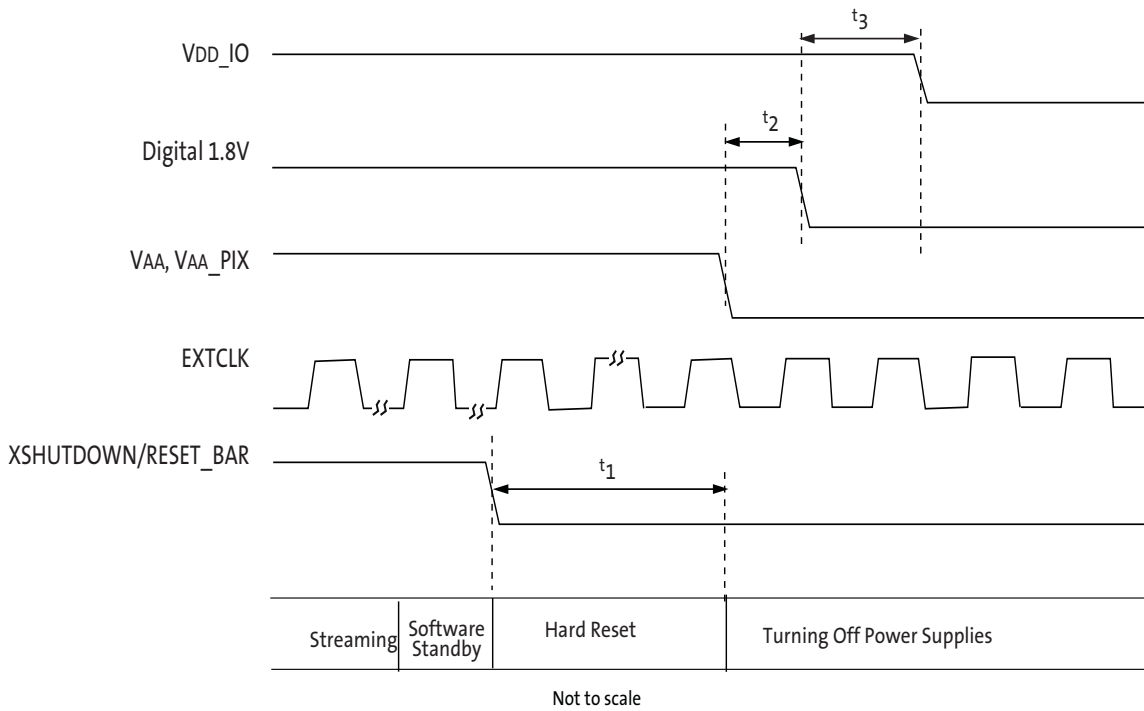 t3
VDD_IO
t2
Digital 1.8V
VAA, VAA_PIX
EXTCLK
XSHUTDOWN/RESET_BAR
t1
Streaming
Software
Standby
Hard Reset
Turning Off Power Supplies
Not to scale